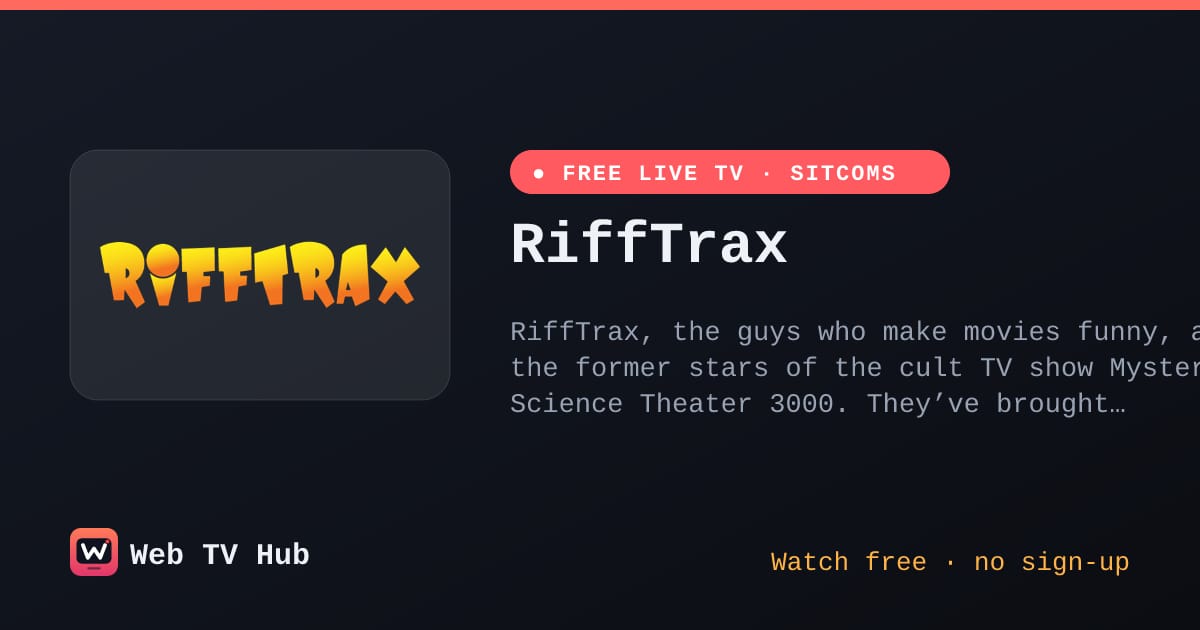 RiFFTRAX
● FREE LIVE TV · SITCOMS
RiffTrax
RiffTrax, the guys who make movies funny, a
the former stars of the cult TV show Myster
Science Theater 3000. They’ve brought…
W
Web TV Hub
Watch free · no sign-up